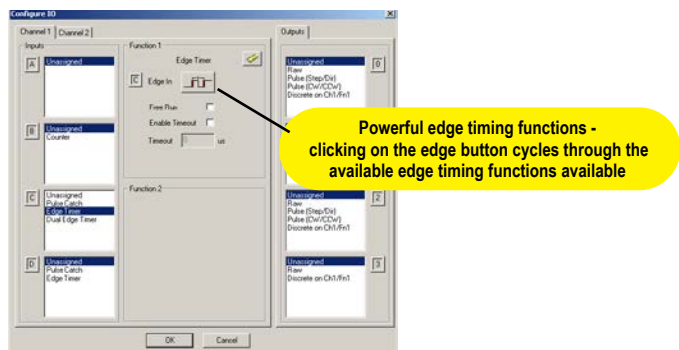 Configure IO
Channel 1 Channel 2
Inputs
A
Unassigned
B
Unassigned
Counter
C
Unassigned
Pulse Catch
Edge Timer
Dual Edge Timer
D
Unassigned
Pulse Catch
Edge Timer
Function 1
Edge Timer
C Edge In
Free Run
Enable Timeout
Timeout 0 us
Function 2
Outputs
Unassigned
Raw
Pulse (Step/Dir)
Pulse (CW/CCW)
Discrete on Ch1/Fn1
0
Powerful edge timing functions -
clicking on the edge button cycles through the
available edge timing functions available
Unassigned
Raw
Pulse (Step/Dir)
Pulse (CW/CCW)
Discrete on Ch1/Fn1
2
Unassigned
Raw
Discrete on Ch1/Fn1
3
OK Cancel